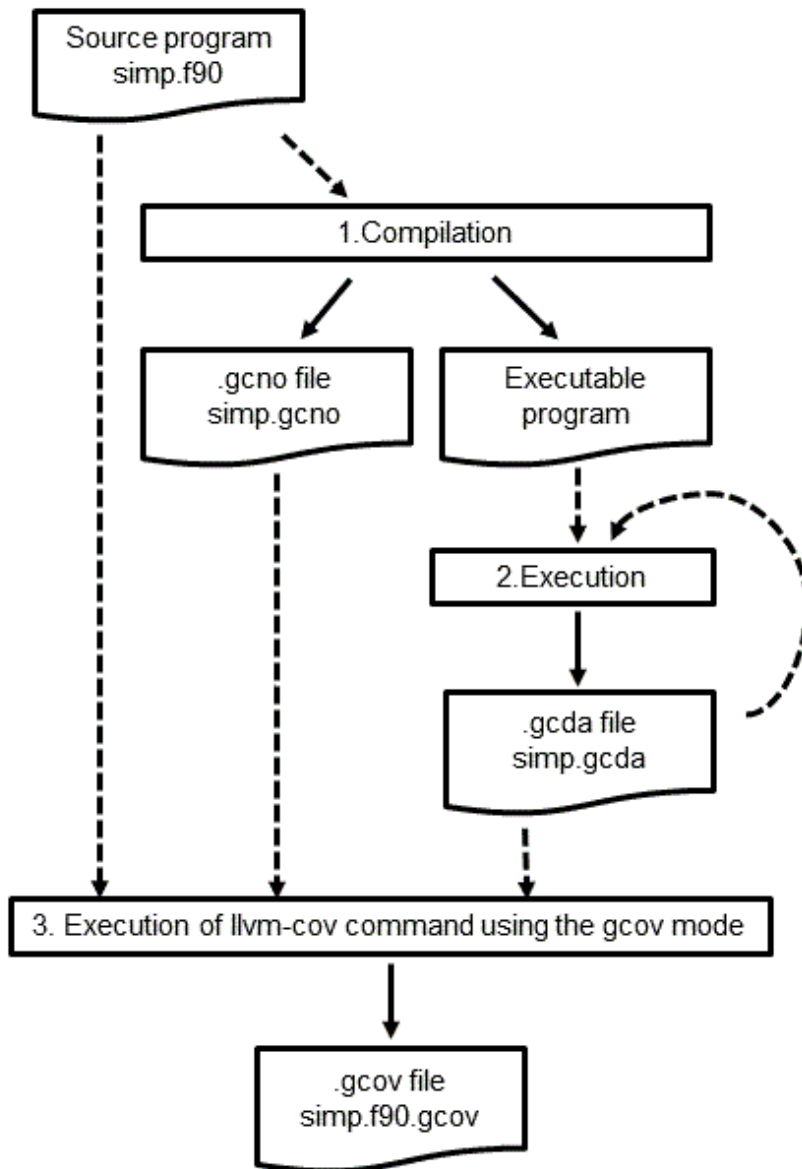 Source program
simp.f90
1.Compilation
.gcno file
simp.gcno
Executable
program
2.Execution
.gcda file
simp.gcda
3. Execution of llvm-cov command using the gcov mode
.gcov file
simp.f90.gcov